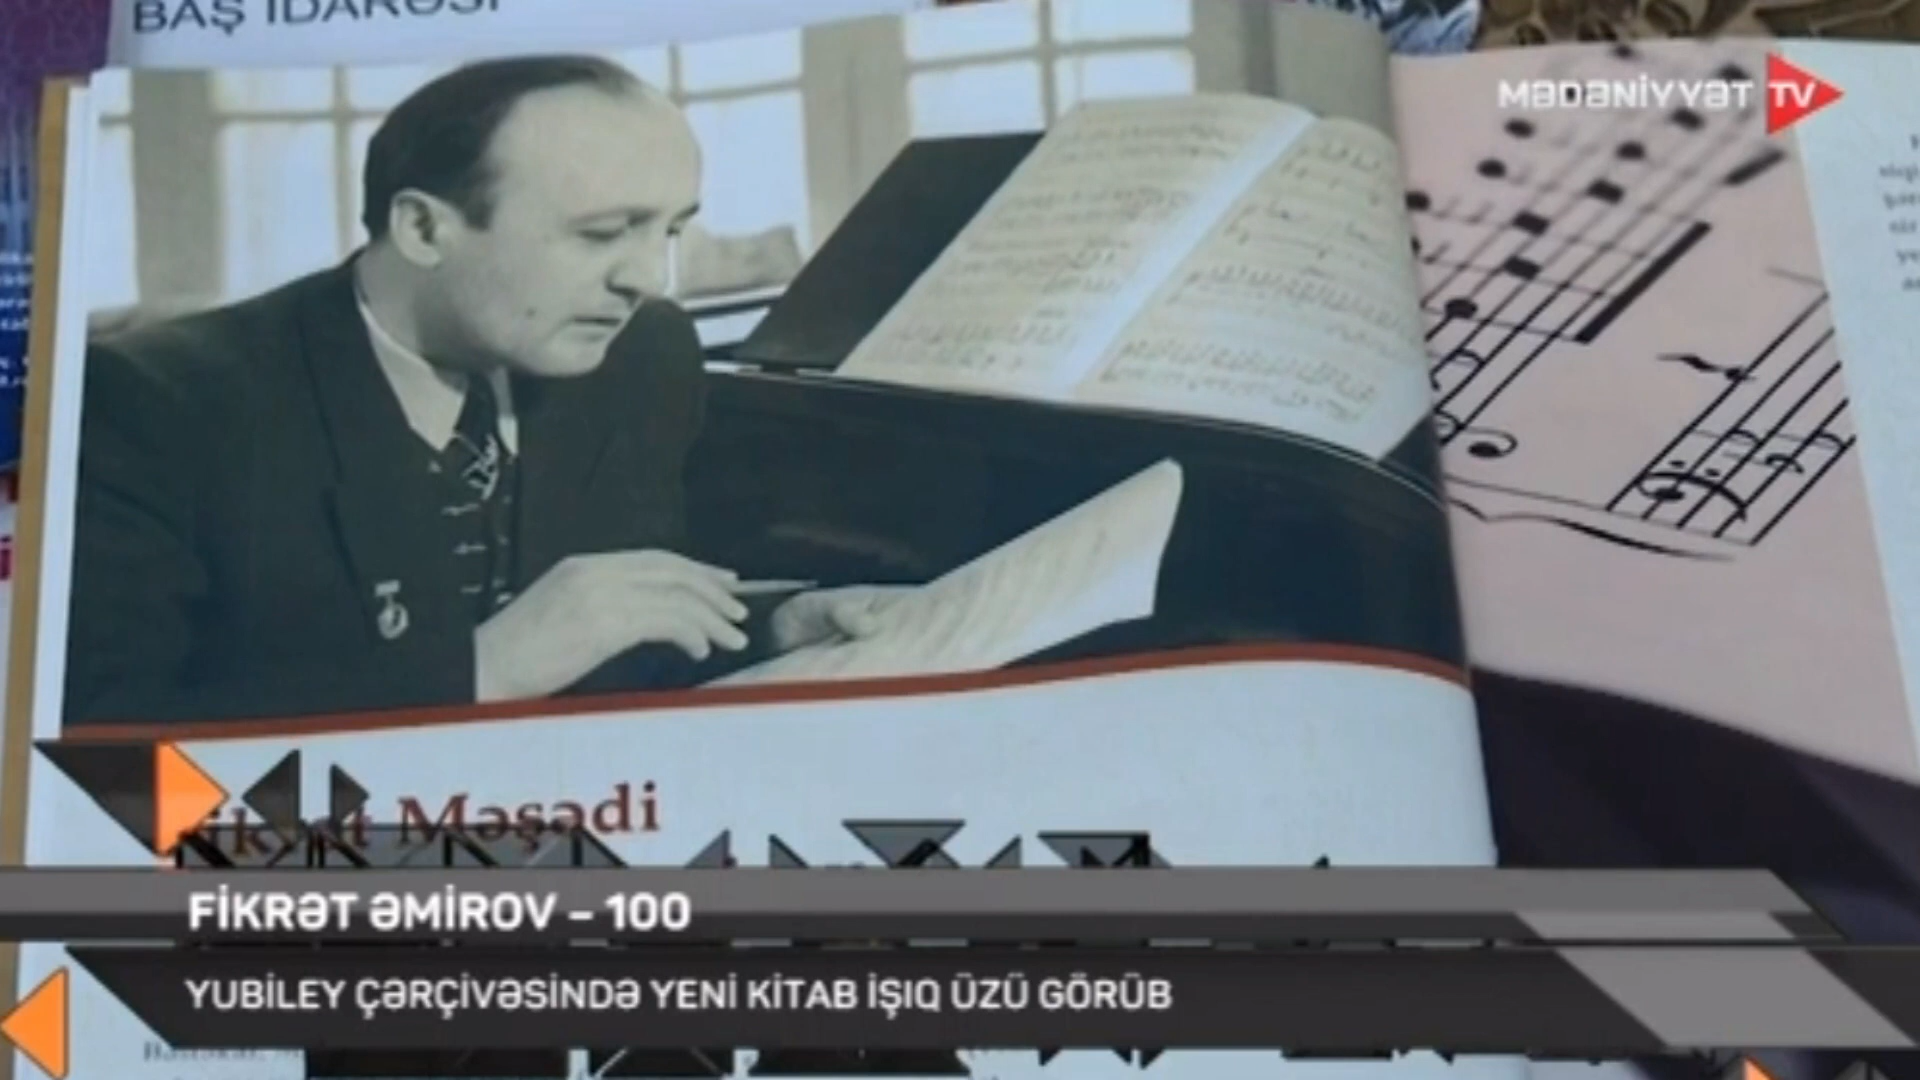 BAŞ İDARƏSİ
MƏDƏNİYYƏT TV
Məşədi
FİKRƏT ƏMİROV – 100
YUBİLEY ÇƏRÇİVƏSİNDƏ YENİ KİTAB İŞIQ ÜZÜ GÖRÜB